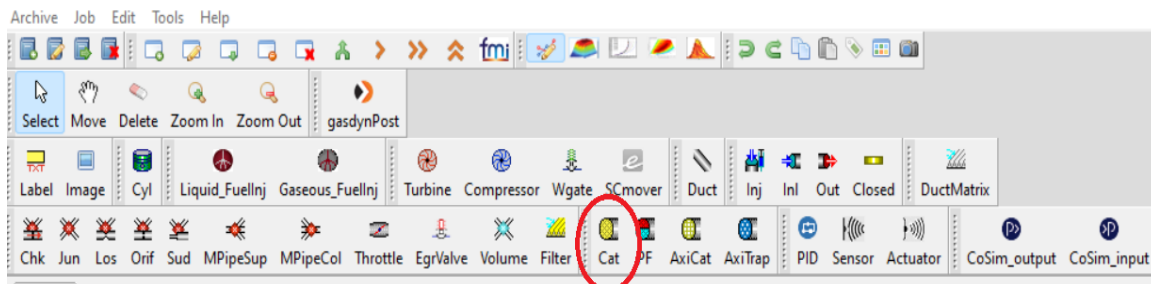 Archive Job Edit Tools Help
fmi
Select Move Delete Zoom In Zoom Out gasdynPost
TXT
Label Image Cyl Liquid_FuelInj Gaseous_FuelInj Turbine Compressor Wgate SCmover Duct Inj Inl Out Closed DuctMatrix
Chk Jun Los Orif Sud MPipeSup MPipeCol Throttle EgrValve Volume Filter Cat PF AxiCat AxiTrap PID Sensor Actuator CoSim_output CoSim_input